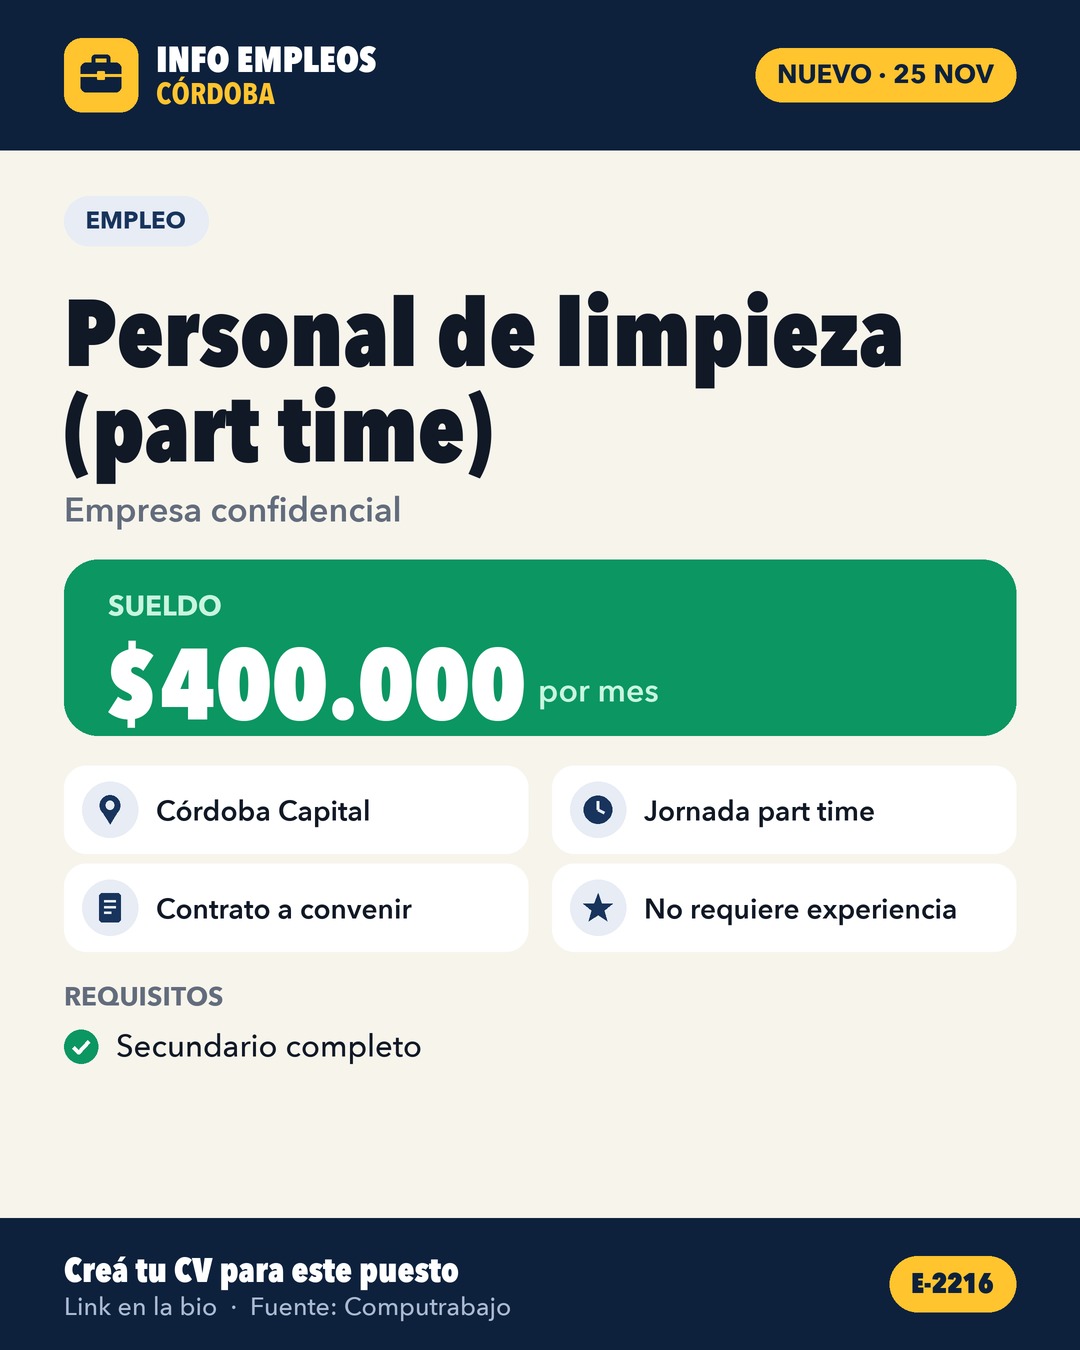 INFO EMPLEOS
CÓRDOBA
NUEVO · 25 NOV
EMPLEO
Personal de limpieza
(part time)
Empresa confidencial
SUELDO
$400.000 por mes
Córdoba Capital
Jornada part time
Contrato a convenir
No requiere experiencia
REQUISITOS
Secundario completo
Creá tu CV para este puesto
Link en la bio · Fuente: Computrabajo
E-2216